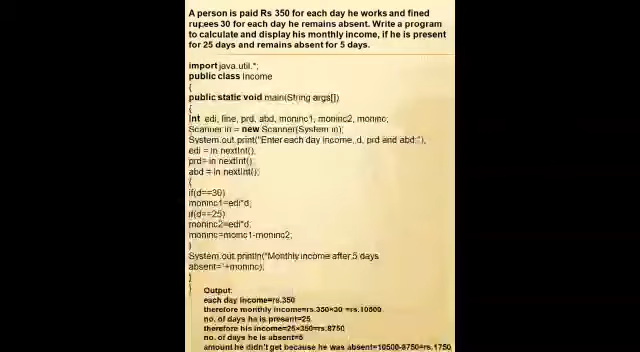 A person is paid Rs 350 for each day he works and fined
rupees 30 for each day he remains absent. Write a program
to calculate and display his monthly income, if he is present
for 25 days and remains absent for 5 days.
import java.util.*;
public class Income
{
public static void main(String args[])
{
Int edi, fine, prd, abd, moninc1, moninc2, moninc;
Scanner in = new Scanner(System in);
System.out.print("Enter each day income, d, prd and abd:");
edi = in nextInt();
prd= in nextInt();
abd = in nextInt();
{
if(d==30)
moninc1=edi*d;
if(d==25)
moninc2=edi*d;
moninc=moinc1-moninc2;
}
System.out.println("Monthly income after 5 days
absent="+moninc);
}
}
Output:
each day income=rs.350
therefore monthly income=rs.350×30 =rs.10500
no. of days he is present=25
therefore his income=25×350=rs.8750
no. of days he is absent=5
amount he didn't get because he was absent=10500-8750=rs.1750